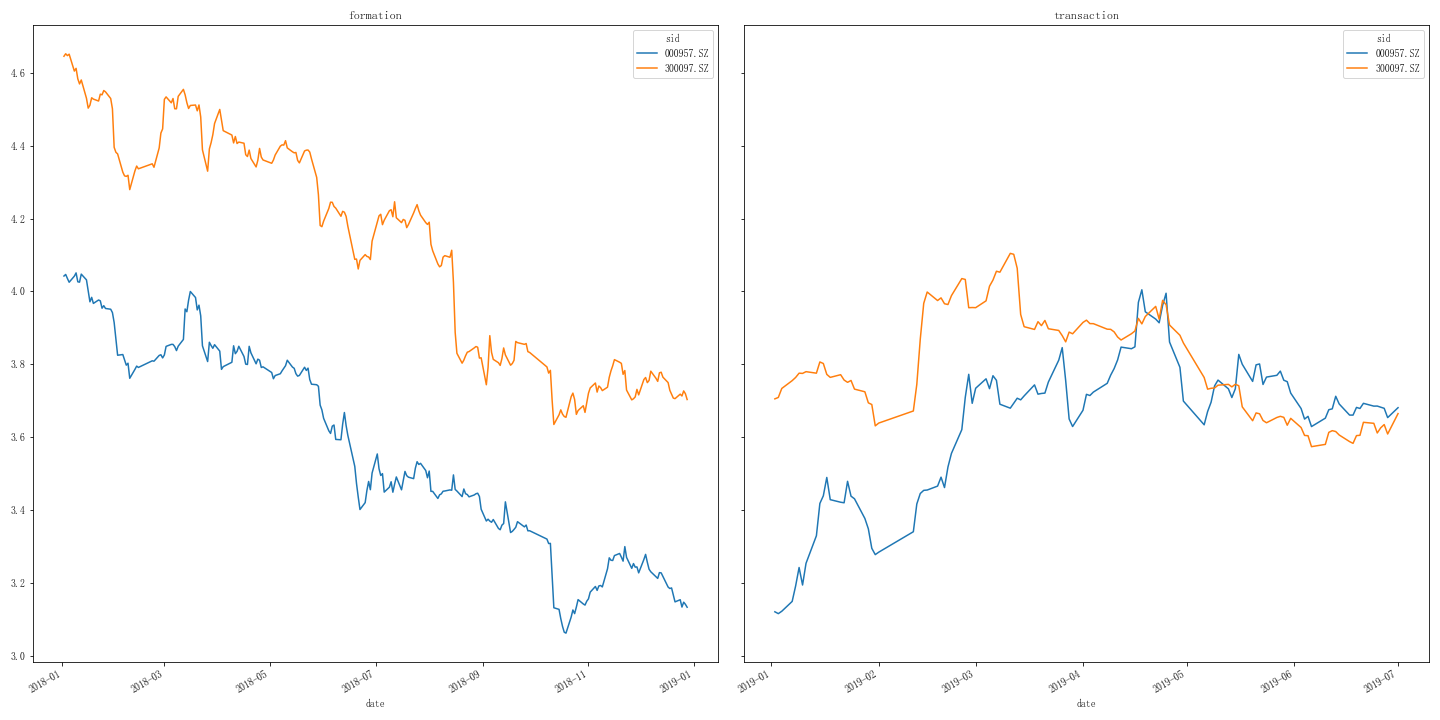 formation
sid
000957.SZ
300097.SZ
4.6
4.4
4.2
4.0
3.8
3.6
3.4
3.2
3.0
2018-01
2018-03
2018-05
2018-07
2018-09
2018-11
2019-01
date
transaction
sid
000957.SZ
300097.SZ
2019-01
2019-02
2019-03
2019-04
2019-05
2019-06
2019-07
date